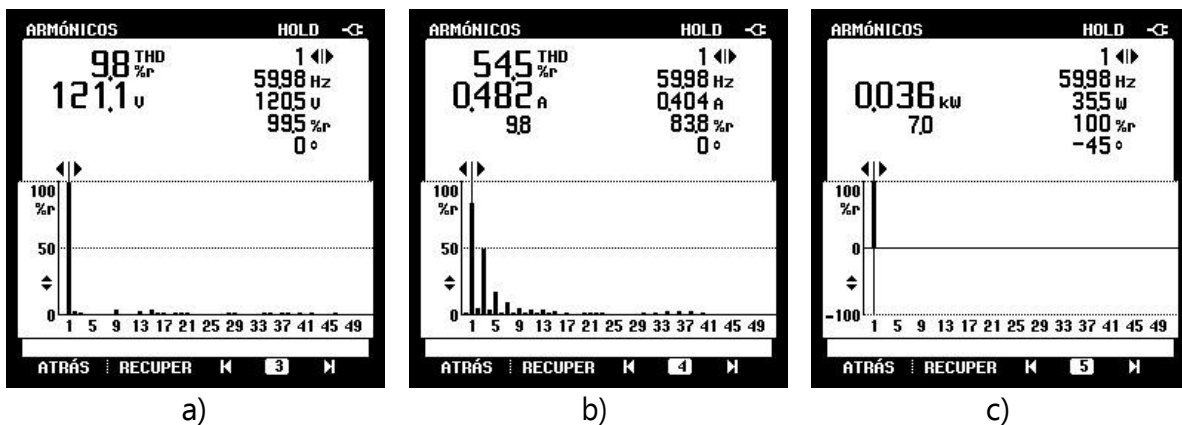 ARMÓNICOS HOLD
9,8 THD %r 1
59,98 Hz
121,1 V 120,5 V
99,5 %r
0 °
100
%r
50
0
1 5 9 13 17 21 25 29 33 37 41 45 49
ATRÁS RECUPER 3
a)
ARMÓNICOS HOLD
54,5 THD %r 1
59,98 Hz
0,482 A 0,404 A
9,8 83,8 %r
0 °
100
%r
50
0
1 5 9 13 17 21 25 29 33 37 41 45 49
ATRÁS RECUPER 4
b)
ARMÓNICOS HOLD
1
59,98 Hz
0,036 kW 35,5 W
7,0 100 %r
-45 °
100
%r
0
-100
1 5 9 13 17 21 25 29 33 37 41 45 49
ATRÁS RECUPER 5
c)